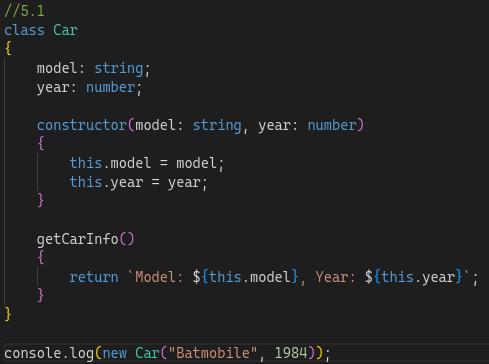 //5.1
class Car
{
    model: string;
    year: number;

    constructor(model: string, year: number)
    {
        this.model = model;
        this.year = year;
    }

    getCarInfo()
    {
        return `Model: ${this.model}, Year: ${this.year}`;
    }
}

console.log(new Car("Batmobile", 1984));